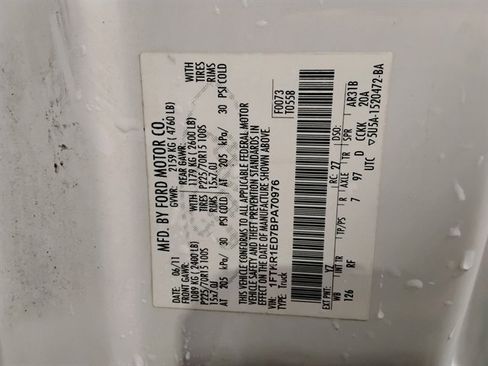 MFD. BY FORD MOTOR CO.
DATE: 06/11
GVWR: 2159 KG ( 4760 LB)
FRONT GAWR:
1089 KG ( 2400 LB)
P225/70R15 100S
15x7.0J
AT 205 kPa/ 30 PSI COLD
REAR GAWR:
1179 KG ( 2600 LB)
P225/70R15 100S
15x7.0J
AT 205 kPa/ 30 PSI COLD
WITH
TIRES
RIMS
WITH
TIRES
RIMS
THIS VEHICLE CONFORMS TO ALL APPLICABLE FEDERAL MOTOR
VEHICLE SAFETY AND THEFT PREVENTION STANDARDS IN
EFFECT ON THE DATE OF MANUFACTURE SHOWN ABOVE.
VIN: 1FTKR1ED7BPA70976
TYPE: Truck
F0073
T0558
EXT PNT: YZ RC: 27 DSO:
WB INT TR TP/PS R AXLE TR SPR
126 RF 7 97 D CCKK AR31B
20A
UTC ▽5U5A-1520472-BA